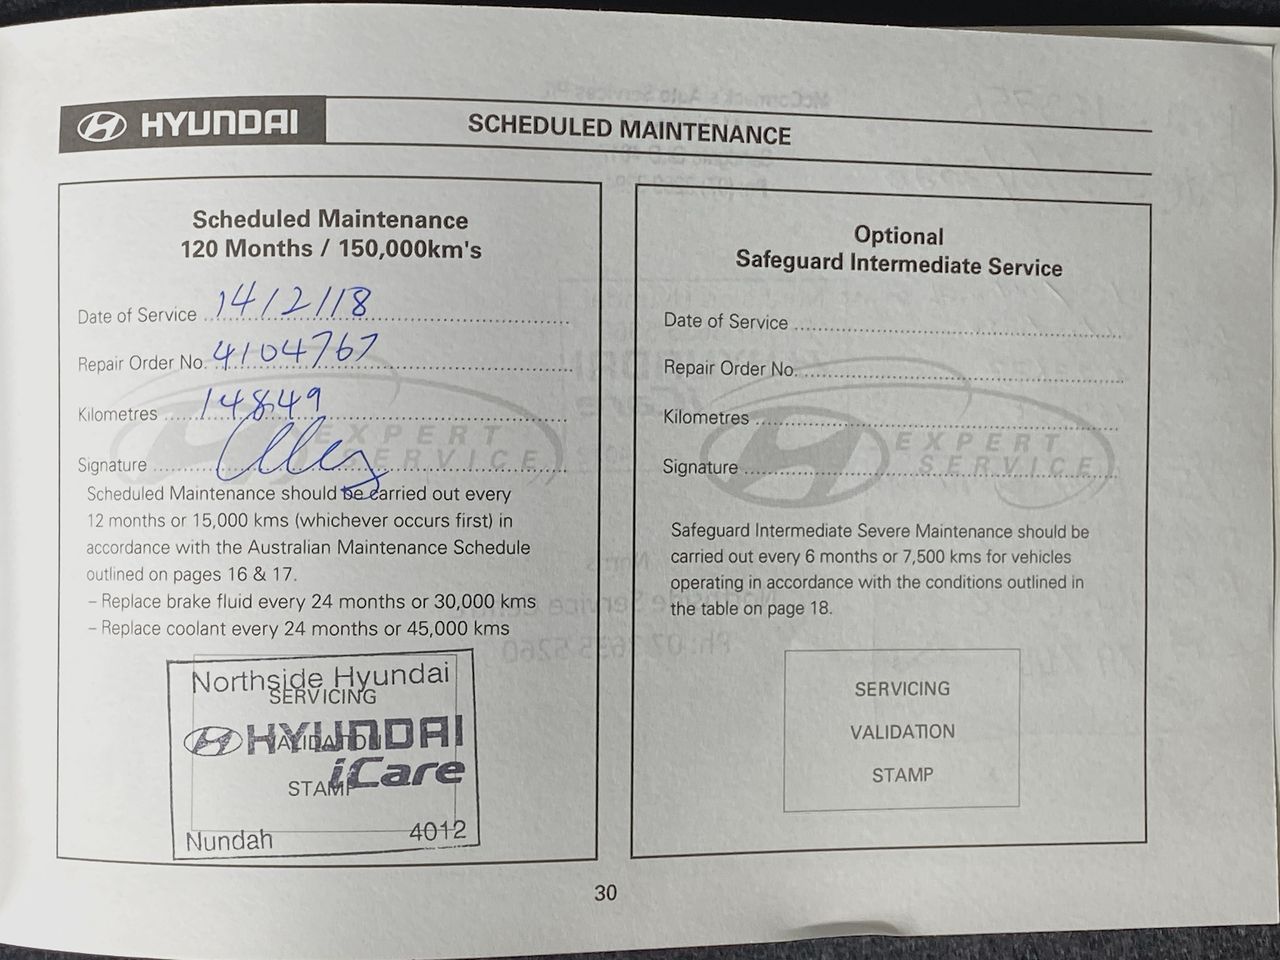 HYUNDAI
SCHEDULED MAINTENANCE
Scheduled Maintenance
120 Months / 150,000km's
Date of Service 14/2/18
Repair Order No. 4104767
Kilometres 14849
Signature
EXPERT
SERVICE
Scheduled Maintenance should be carried out every
12 months or 15,000 kms (whichever occurs first) in
accordance with the Australian Maintenance Schedule
outlined on pages 16 & 17.
– Replace brake fluid every 24 months or 30,000 kms
– Replace coolant every 24 months or 45,000 kms
Northside Hyundai
SERVICING
HYUNDAI
VALIDATION
iCare
STAMP
Nundah 4012
Optional
Safeguard Intermediate Service
Date of Service
Repair Order No.
Kilometres
Signature
EXPERT
SERVICE
Safeguard Intermediate Severe Maintenance should be
carried out every 6 months or 7,500 kms for vehicles
operating in accordance with the conditions outlined in
the table on page 18.
SERVICING
VALIDATION
STAMP
30